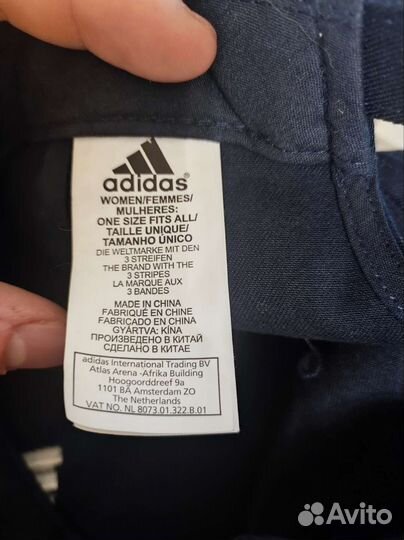 adidas
WOMEN/FEMMES/
MULHERES:
ONE SIZE FITS ALL/
TAILLE UNIQUE/
TAMANHO ÚNICO
DIE WELTMARKE MIT DEN
3 STREIFEN
THE BRAND WITH THE
3 STRIPES
LA MARQUE AUX
3 BANDES
MADE IN CHINA
FABRIQUÉ EN CHINE
FABRICADO EN CHINA
GYÁRTVA: KÍNA
ПРОИЗВЕДЕНО В КИТАЙ
СДЕЛАНО В КИТАЕ
adidas International Trading BV
Atlas Arena -Afrika Building
Hoogoorddreef 9a
1101 BA Amsterdam ZO
The Netherlands
VAT NO. NL 8073.01.322.B.01
Avito